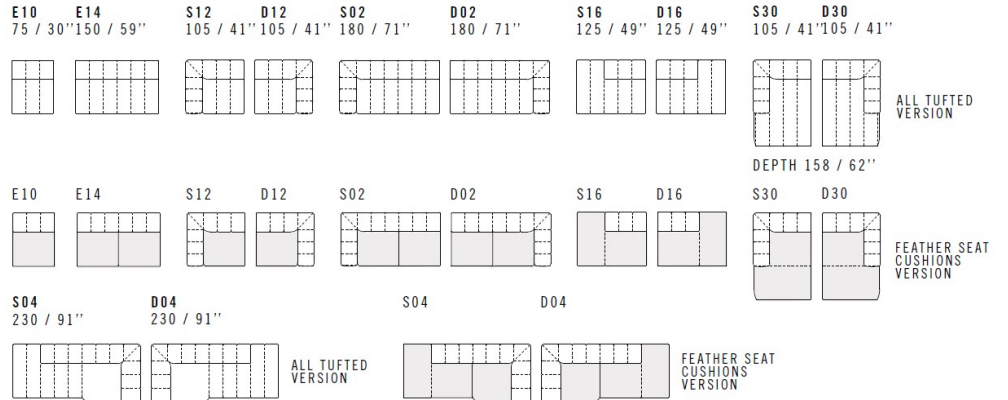 E10 E14 S12 D12 S02 D02 S16 D16 S30 D30
75 / 30'' 150 / 59'' 105 / 41'' 105 / 41'' 180 / 71'' 180 / 71'' 125 / 49'' 125 / 49'' 105 / 41'' 105 / 41''
ALL TUFTED
VERSION
DEPTH 158 / 62''
E10 E14 S12 D12 S02 D02 S16 D16 S30 D30
FEATHER SEAT
CUSHIONS
VERSION
S04 D04 S04 D04
230 / 91'' 230 / 91''
ALL TUFTED
VERSION
FEATHER SEAT
CUSHIONS
VERSION